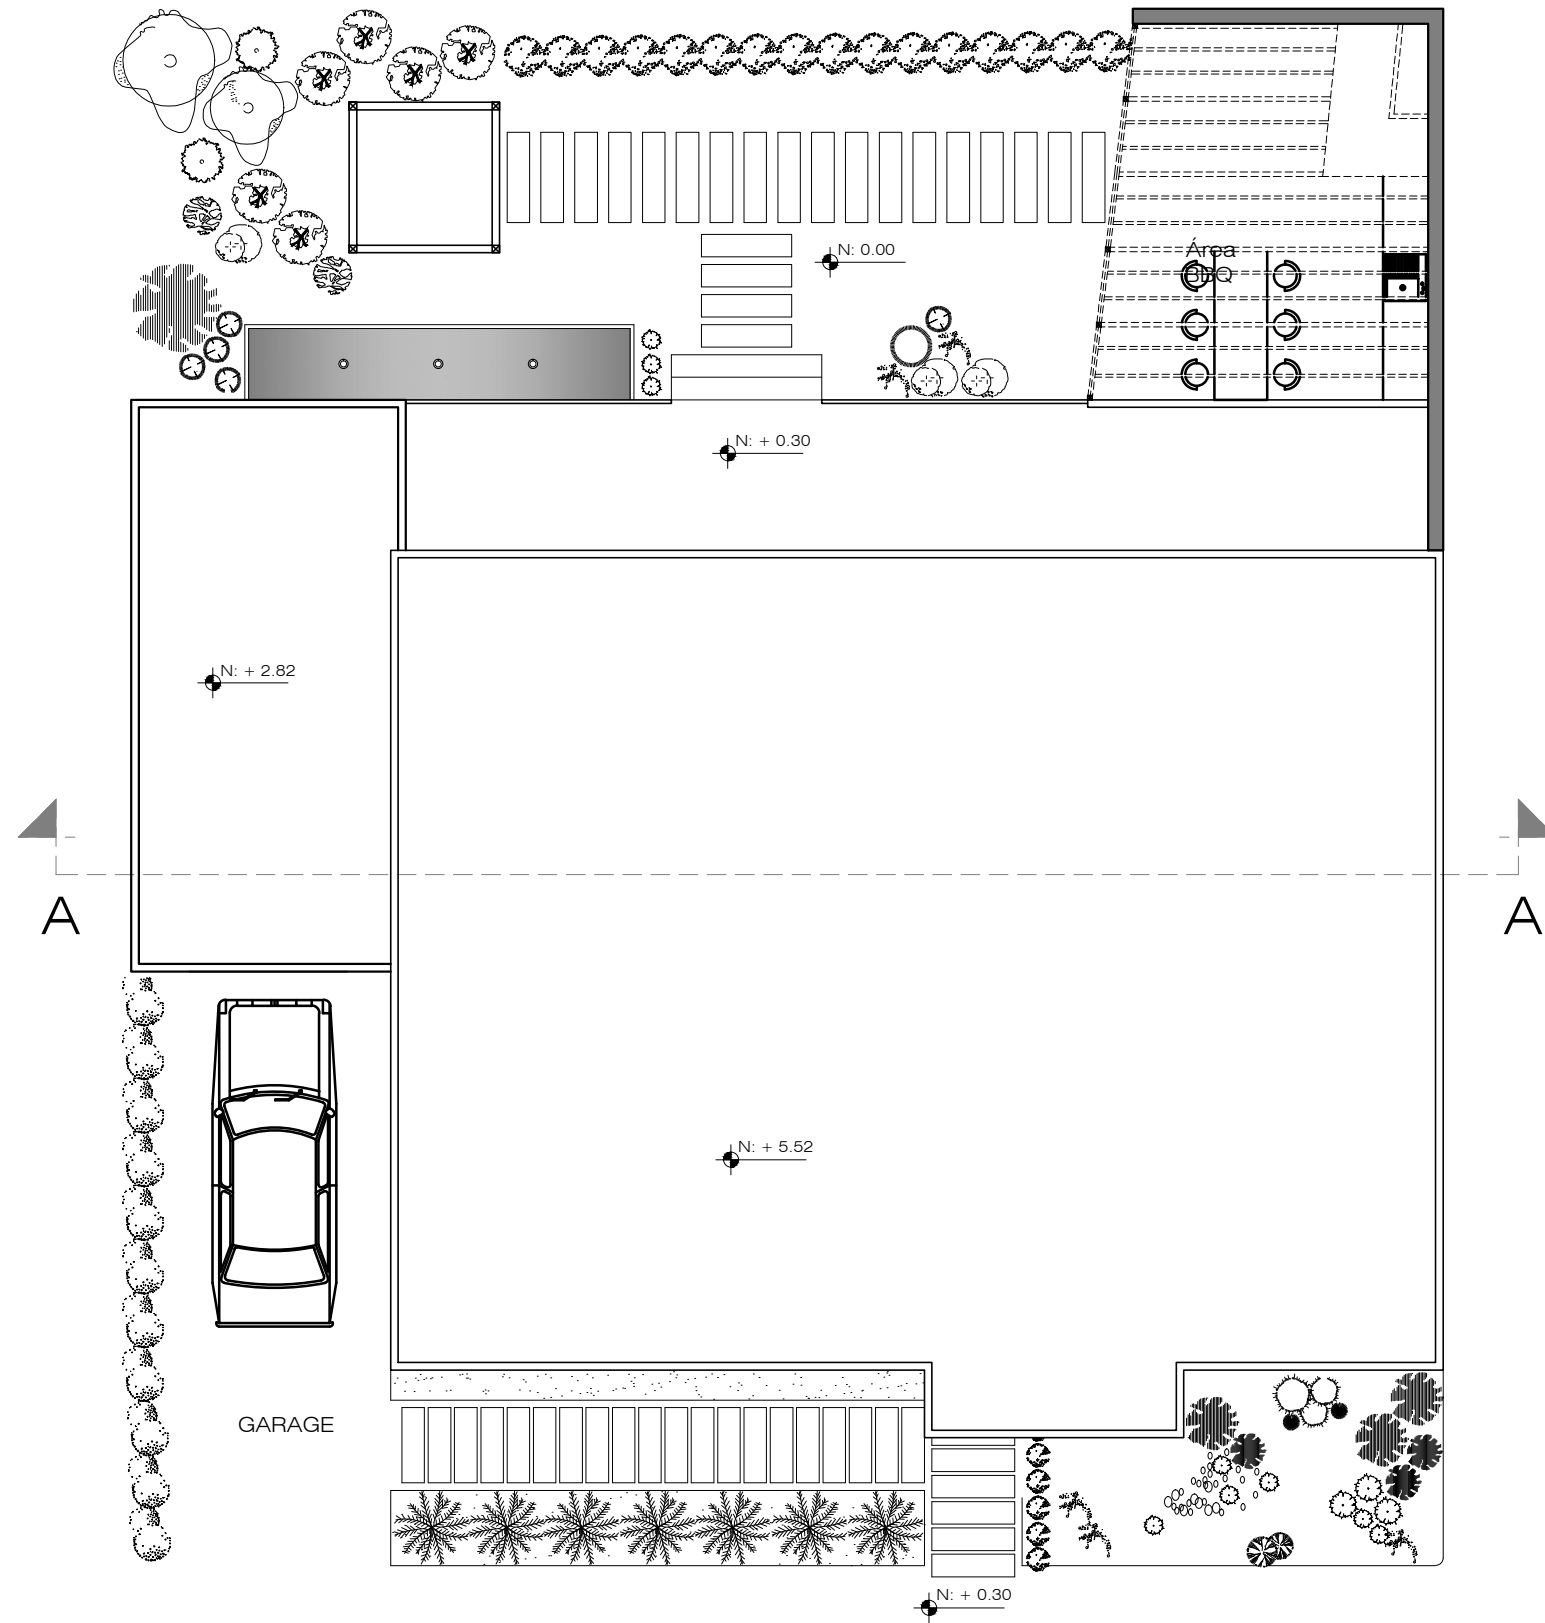 N: 0.00
Área
BBQ
N: + 0.30
N: + 2.82
A
A
N: + 5.52
GARAGE
N: + 0.30